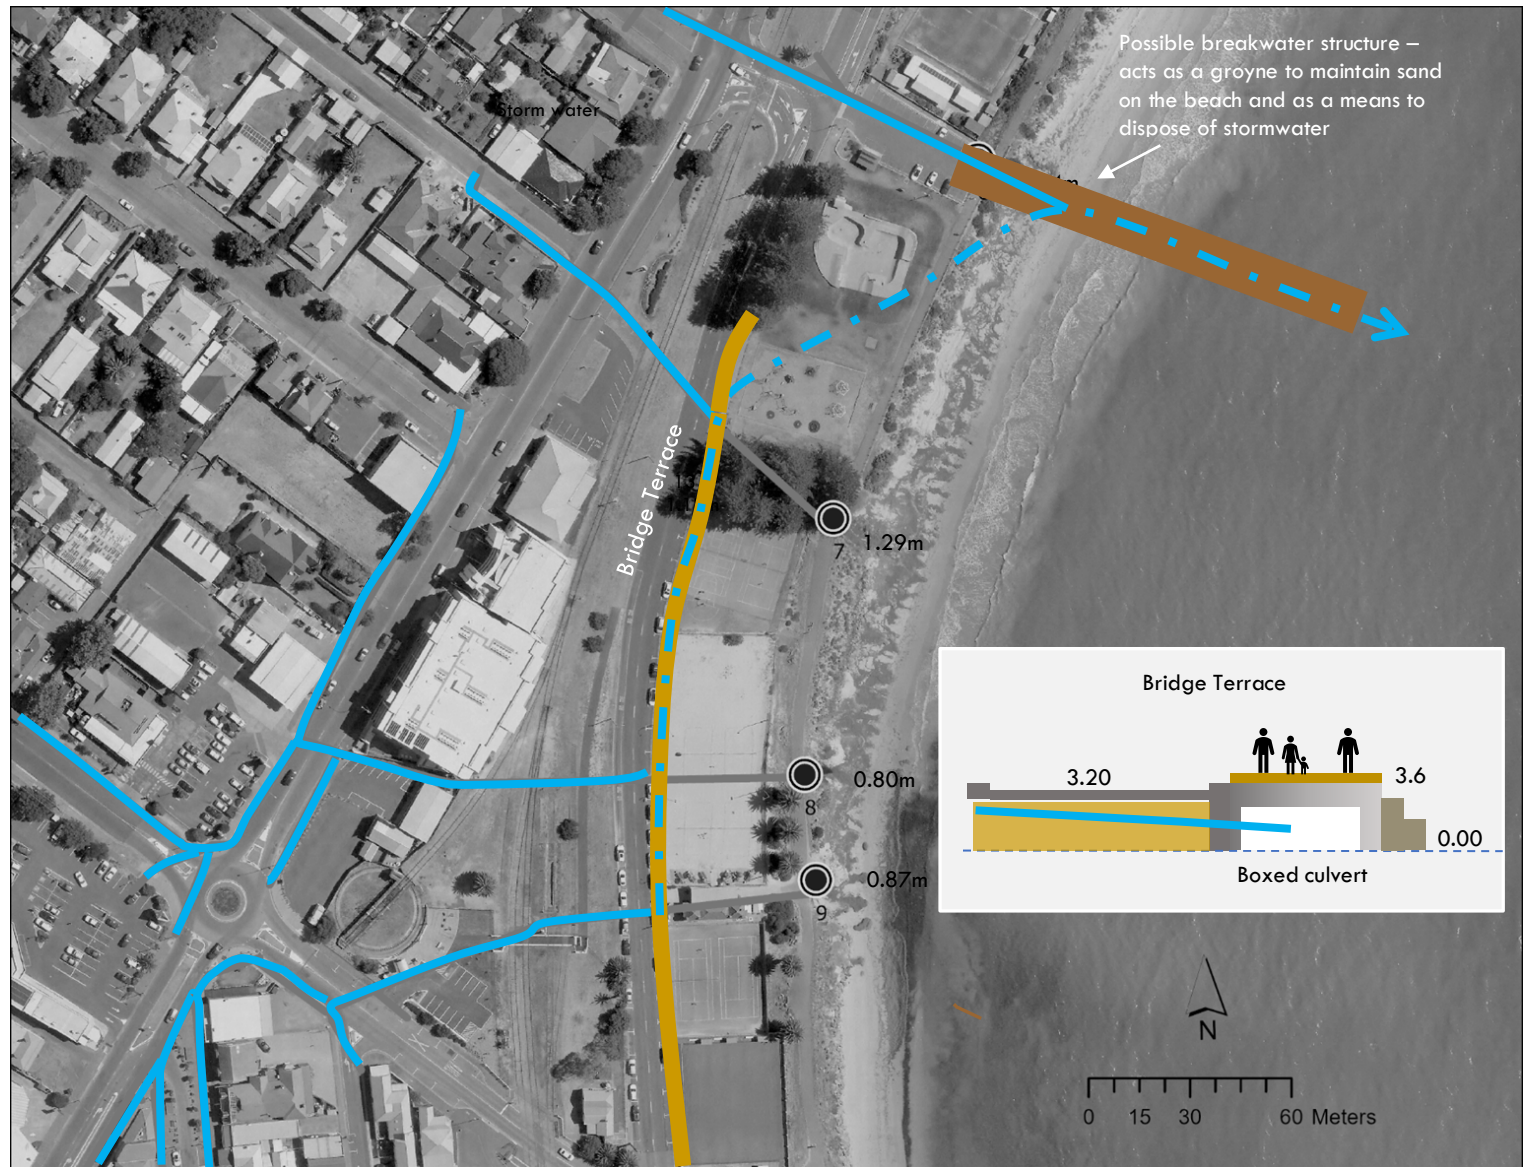 Possible breakwater structure –
acts as a groyne to maintain sand
on the beach and as a means to
dispose of stormwater
Storm water
m
Bridge Terrace
7
1.29m
0.80m
8
0.87m
9
Bridge Terrace
3.20
3.6
0.00
Boxed culvert
N
0 15 30 60 Meters